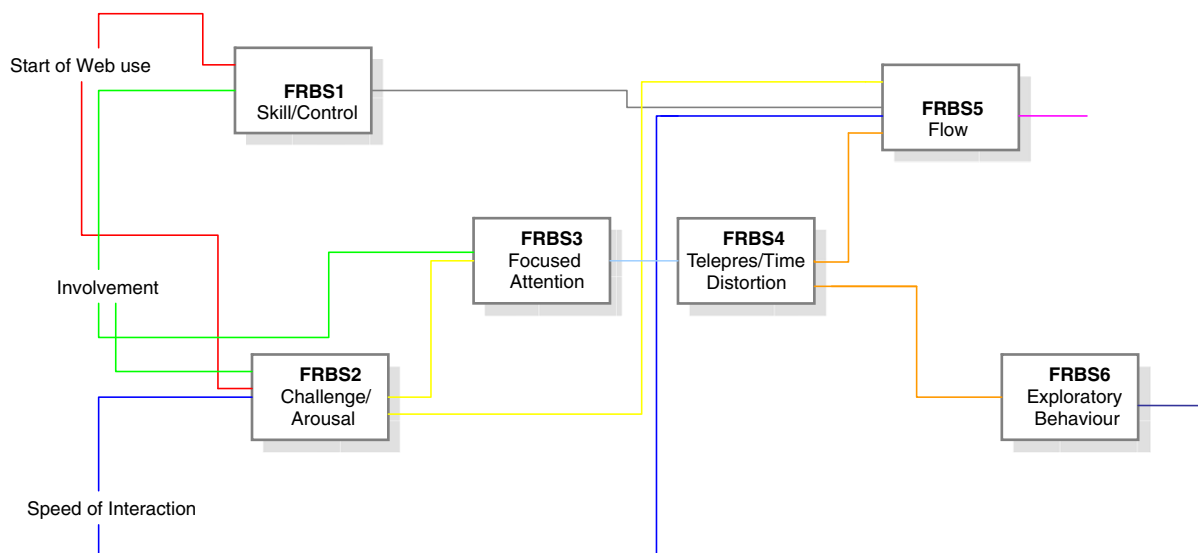 Start of Web use
FRBS1
Skill/Control
FRBS5
Flow
FRBS3
Focused
Attention
FRBS4
Telepres/Time
Distortion
Involvement
FRBS2
Challenge/
Arousal
FRBS6
Exploratory
Behaviour
Speed of Interaction